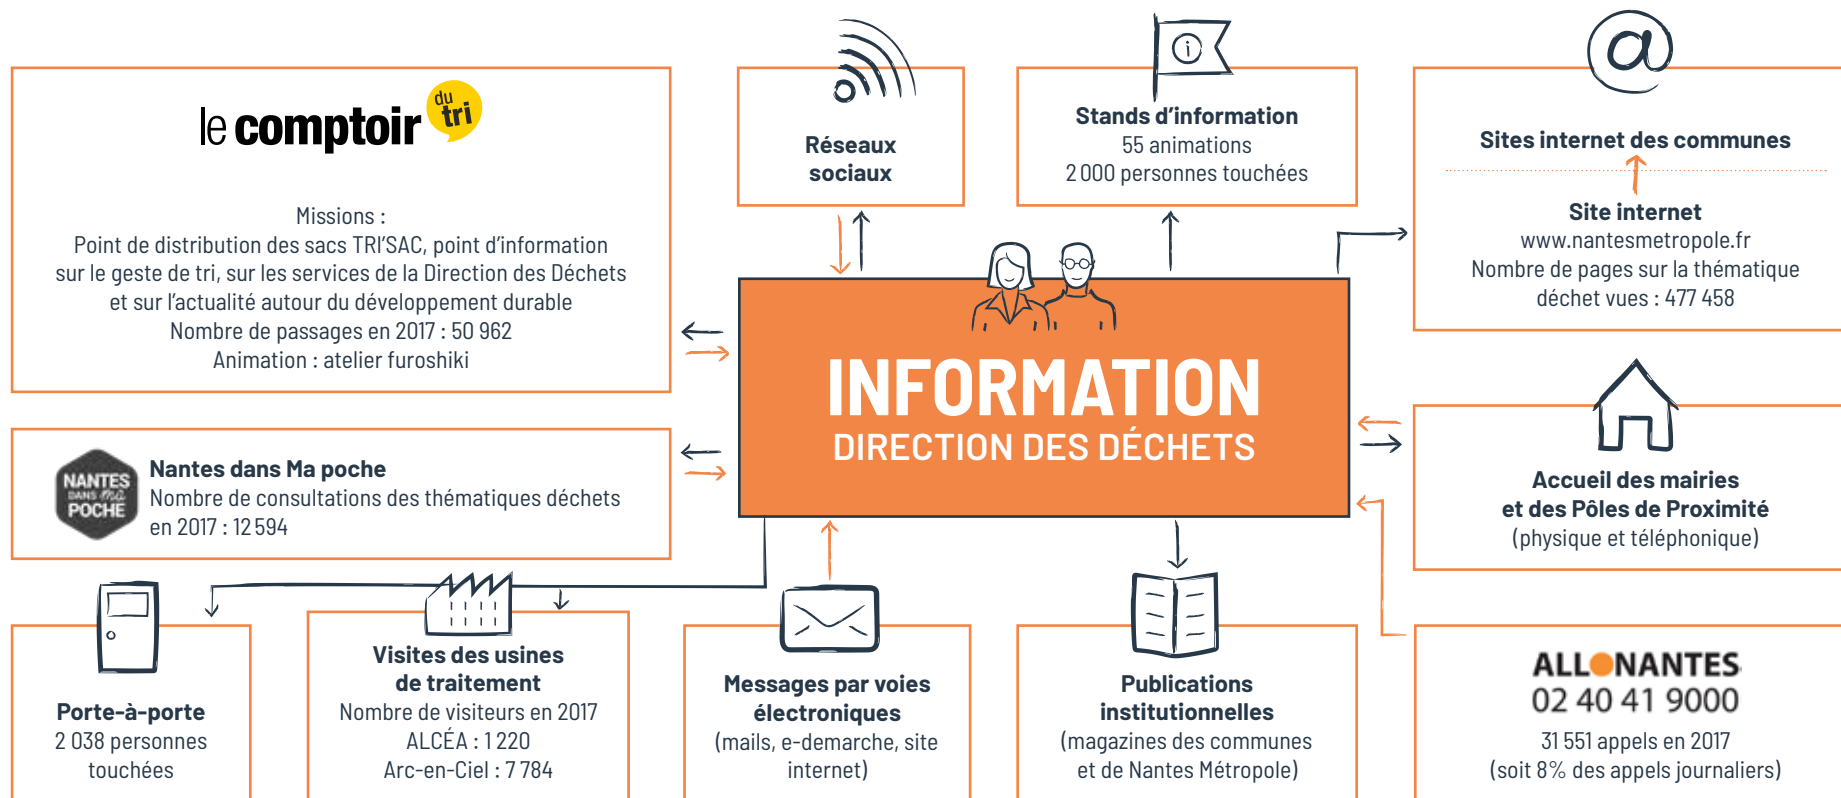 le comptoir du tri
Missions :
Point de distribution des sacs TRI'SAC, point d'information
sur le geste de tri, sur les services de la Direction des Déchets
et sur l'actualité autour du développement durable
Nombre de passages en 2017 : 50 962
Animation : atelier furoshiki
Réseaux
sociaux
i
Stands d'information
55 animations
2 000 personnes touchées
@
Sites internet des communes
Site internet
www.nantesmetropole.fr
Nombre de pages sur la thématique
déchet vues : 477 458
INFORMATION
DIRECTION DES DÉCHETS
NANTES
DANS ma
POCHE
Nantes dans Ma poche
Nombre de consultations des thématiques déchets
en 2017 : 12 594
Accueil des mairies
et des Pôles de Proximité
(physique et téléphonique)
Porte-à-porte
2 038 personnes
touchées
Visites des usines
de traitement
Nombre de visiteurs en 2017
ALCÉA : 1 220
Arc-en-Ciel : 7 784
Messages par voies
électroniques
(mails, e-demarche, site
internet)
Publications
institutionnelles
(magazines des communes
et de Nantes Métropole)
ALLONANTES
02 40 41 9000
31 551 appels en 2017
(soit 8% des appels journaliers)